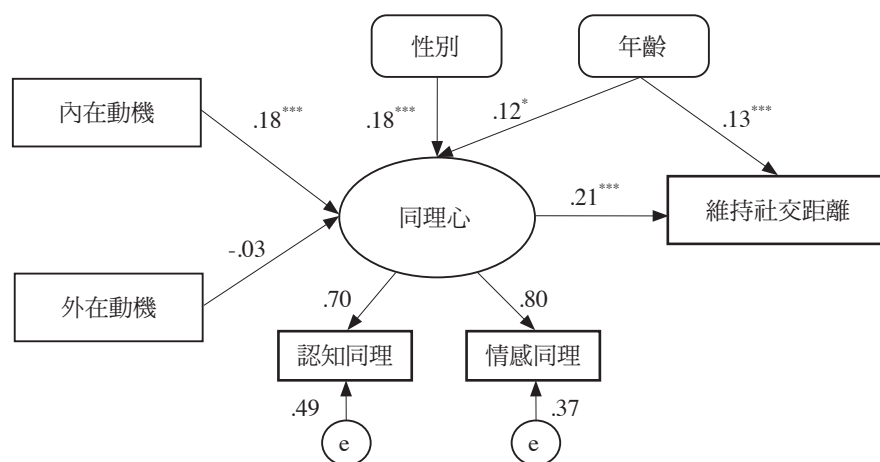 性別
年齡
內在動機
.18***
.18***
.12*
.13***
同理心
.21***
維持社交距離
-.03
外在動機
.70
.80
認知同理
情感同理
.49
.37
e
e